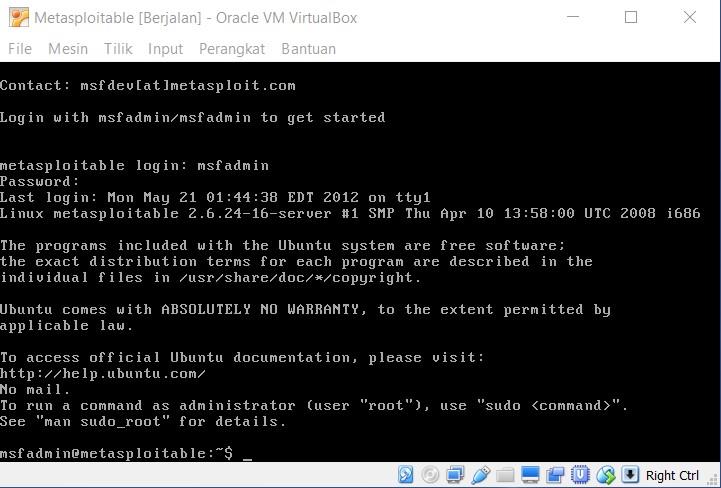 Metasploitable [Berjalan] - Oracle VM VirtualBox
File Mesin Tilik Input Perangkat Bantuan
Contact: msfdev[at]metasploit.com
Login with msfadmin/msfadmin to get started
metasploitable login: msfadmin
Password:
Last login: Mon May 21 01:44:38 EDT 2012 on tty1
Linux metasploitable 2.6.24-16-server #1 SMP Thu Apr 10 13:58:00 UTC 2008 i686
The programs included with the Ubuntu system are free software;
the exact distribution terms for each program are described in the
individual files in /usr/share/doc/*/copyright.
Ubuntu comes with ABSOLUTELY NO WARRANTY, to the extent permitted by
applicable law.
To access official Ubuntu documentation, please visit:
http://help.ubuntu.com/
No mail.
To run a command as administrator (user "root"), use "sudo <command>".
See "man sudo_root" for details.
msfadmin@metasploitable:~$ _
Right Ctrl